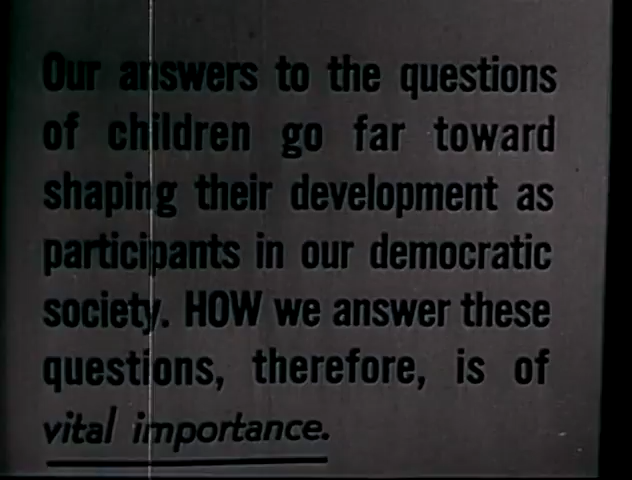 Our answers to the questions
of children go far toward
shaping their development as
participants in our democratic
society. HOW we answer these
questions, therefore, is of
vital importance.